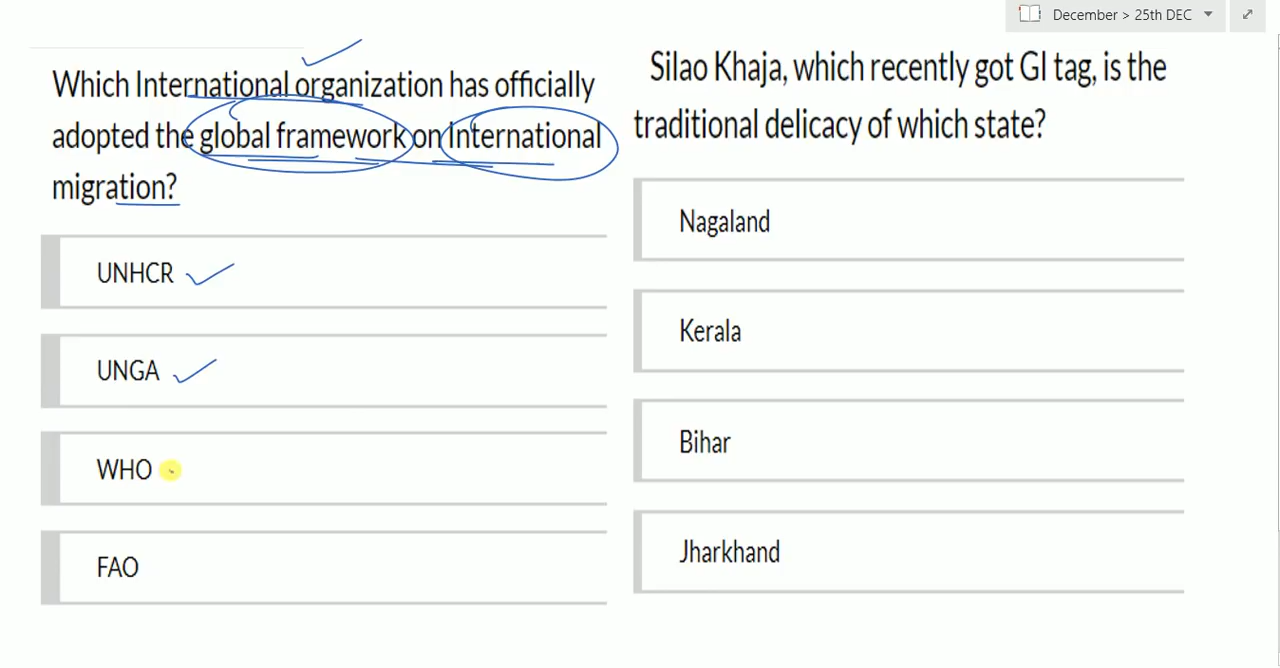 December > 25th DEC
Which International organization has officially
adopted the global framework on International
migration?
UNHCR
UNGA
WHO
FAO
Silao Khaja, which recently got GI tag, is the
traditional delicacy of which state?
Nagaland
Kerala
Bihar
Jharkhand